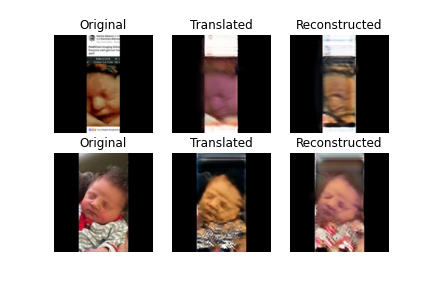 Original
Translated
Reconstructed
Original
Translated
Reconstructed